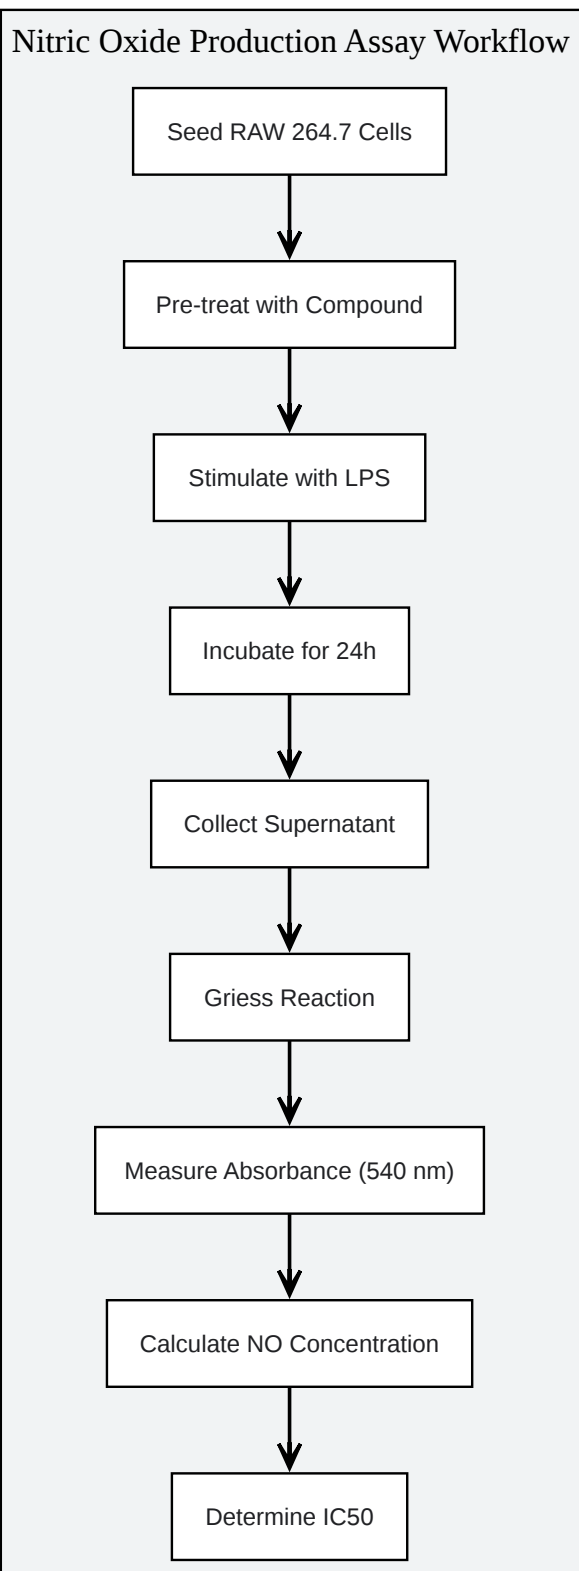 Nitric Oxide Production Assay Workflow
Seed RAW 264.7 Cells
Pre-treat with Compound
Stimulate with LPS
Incubate for 24h
Collect Supernatant
Griess Reaction
Measure Absorbance (540 nm)
Calculate NO Concentration
Determine IC50